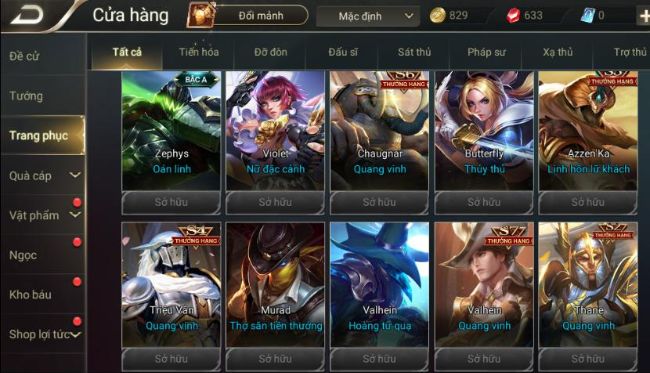 Cửa hàng
Đổi mảnh
Mặc định
829
633
0
Đề cử
Tướng
Trang phục
Quà cáp
Vật phẩm
Ngọc
Kho báu
Shop lợi tức
Tất cả
Tiến hóa
Đỡ đòn
Đấu sĩ
Sát thủ
Pháp sư
Xạ thủ
Trợ thủ
BẬC A
Zephys
Oán linh
Sở hữu
Violet
Nữ đặc cảnh
Sở hữu
S6
THƯỞNG HẠNG
Chaugnar
Quang vinh
Sở hữu
Butterfly
Thủy thủ
Sở hữu
THƯỞNG HẠNG
Azzen'Ka
Linh hồn lữ khách
Sở hữu
S4
THƯỞNG HẠNG
Triệu Vân
Quang vinh
Sở hữu
Murad
Thợ săn tiền thưởng
Sở hữu
Valhein
Hoàng tử quạ
Sở hữu
S7
THƯỞNG HẠNG
Valhein
Quang vinh
Sở hữu
S2
THƯỞNG HẠNG
Thane
Quang vinh
Sở hữu